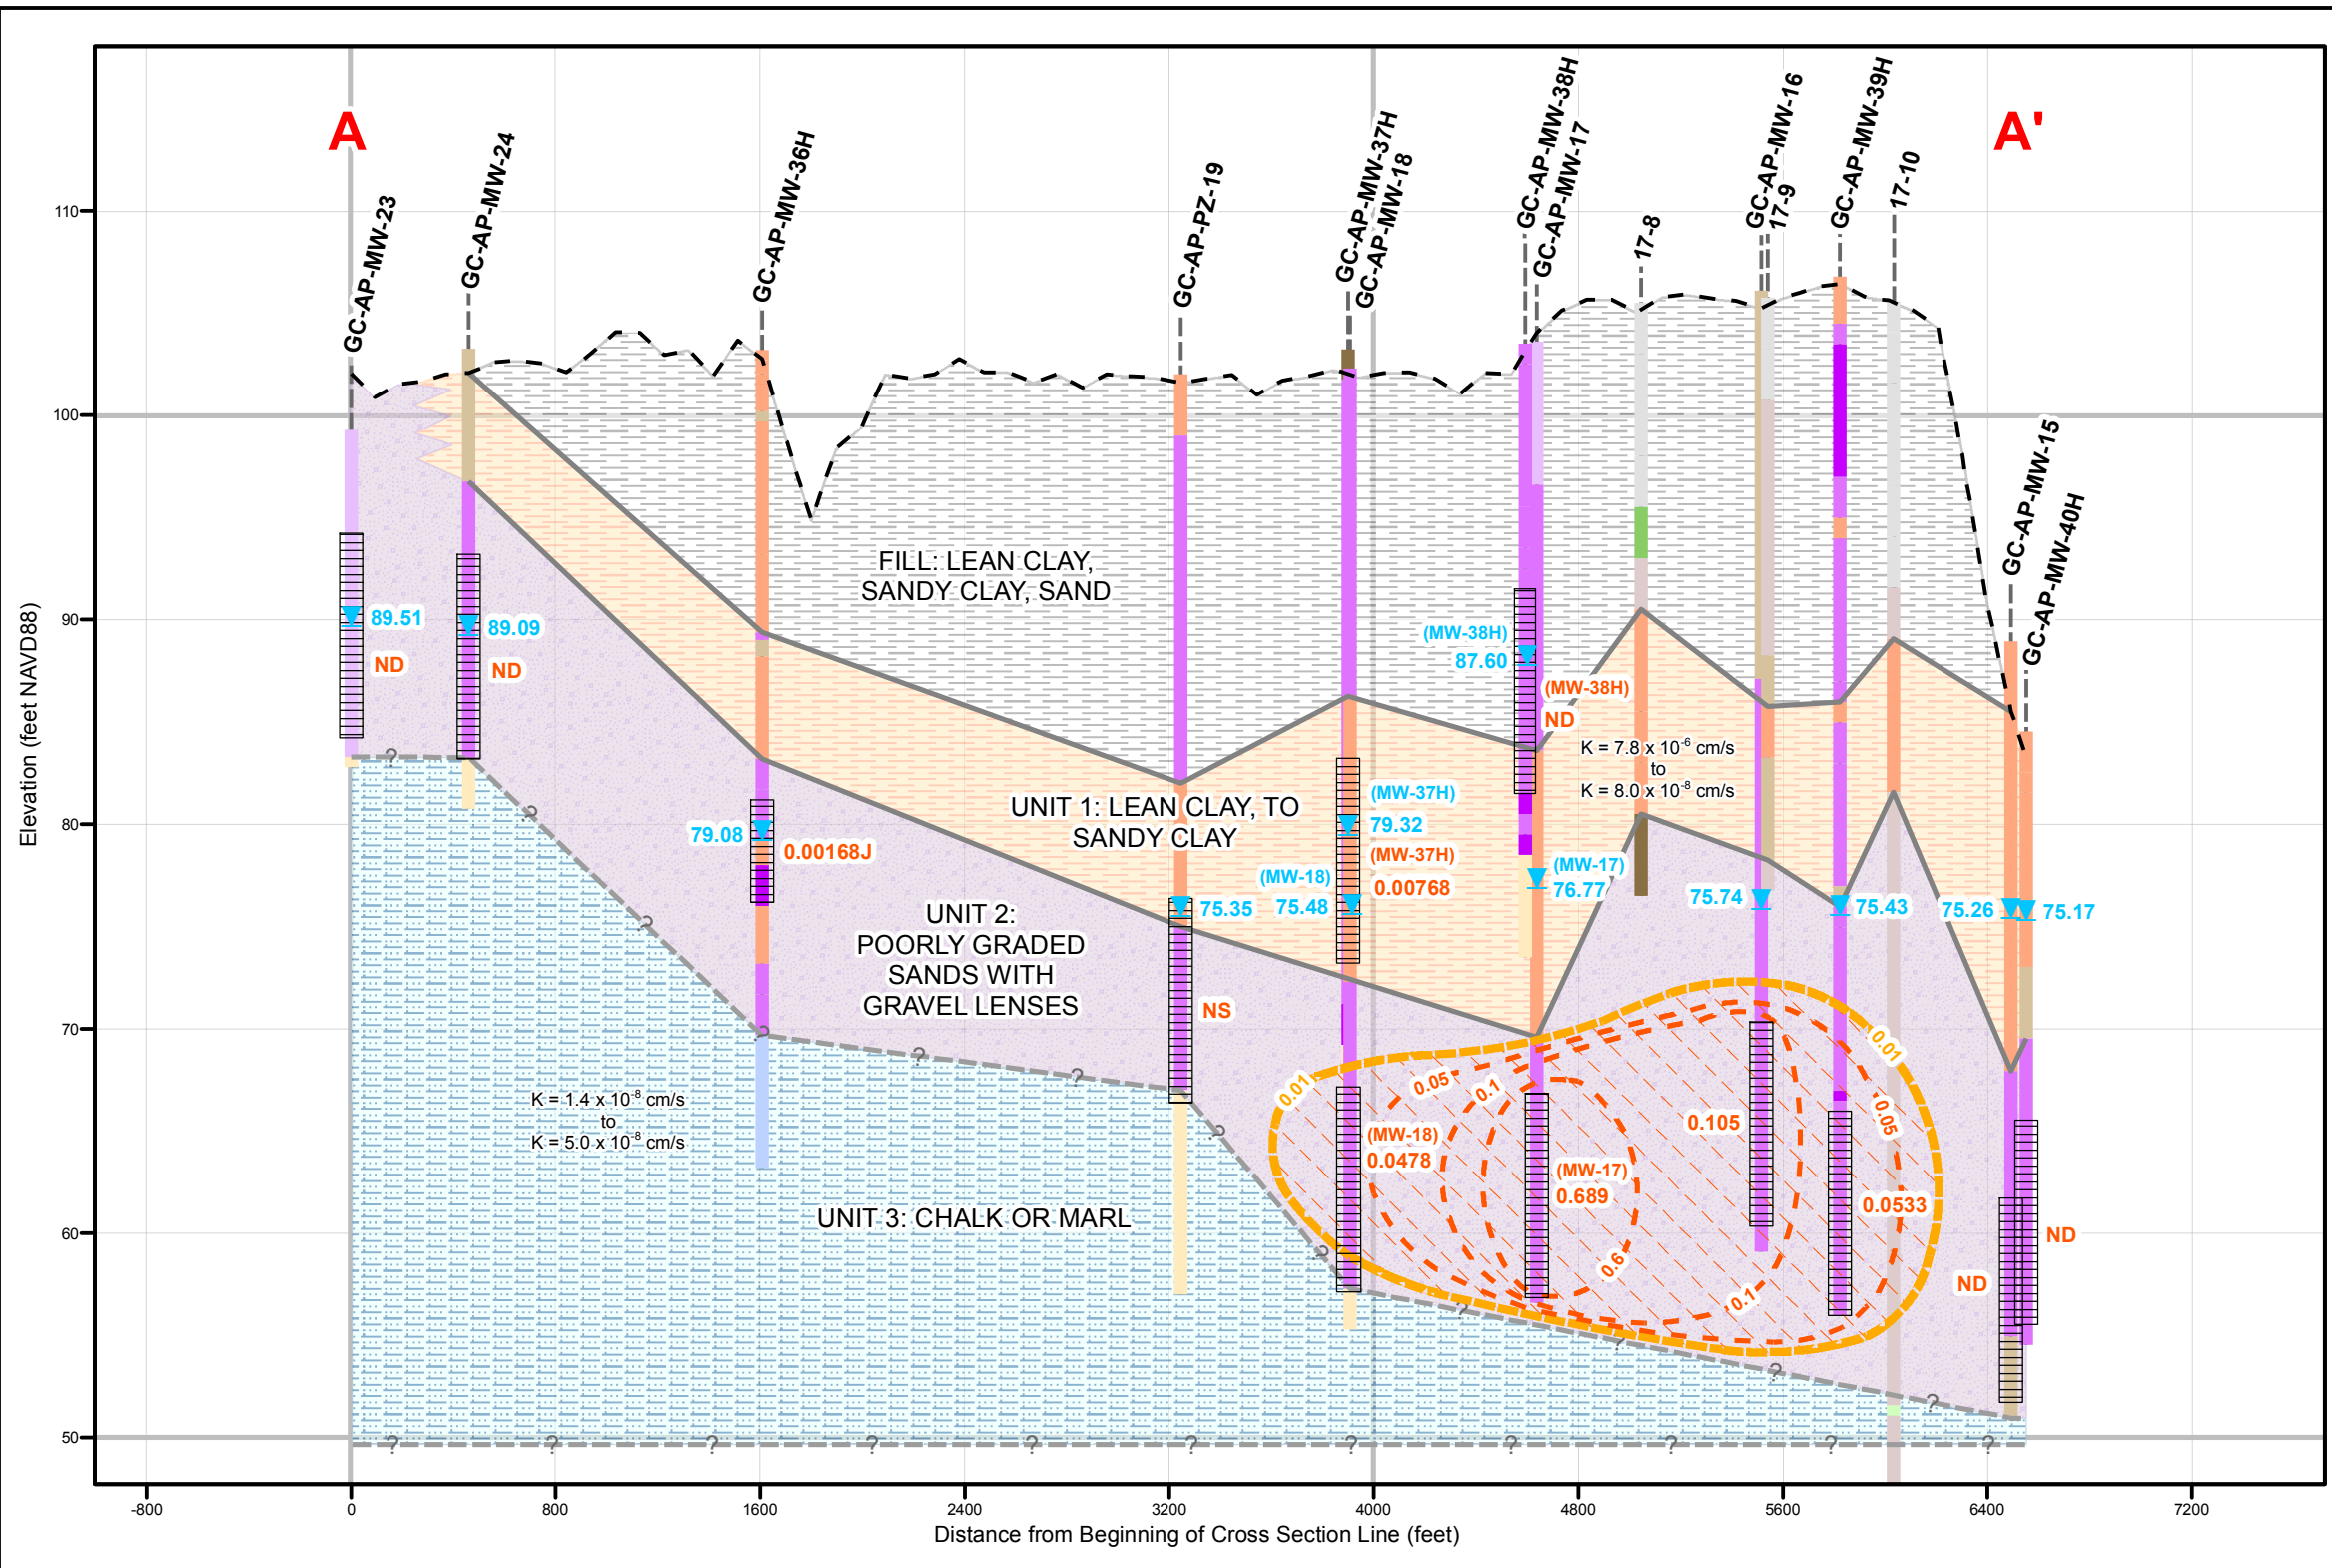 A
A'
GC-AP-MW-23
GC-AP-MW-24
GC-AP-MW-36H
GC-AP-PZ-19
GC-AP-MW-37H
GC-AP-MW-18
GC-AP-MW-38H
GC-AP-MW-17
17-8
GC-AP-MW-16
17-9
GC-AP-MW-39H
17-10
GC-AP-MW-15
GC-AP-MW-40H
Elevation (feet NAVD88)
110
100
90
80
70
60
50
FILL: LEAN CLAY,
SANDY CLAY, SAND
89.51
ND
89.09
ND
(MW-38H)
87.60
(MW-38H)
ND
K = 7.8 x 10-6 cm/s
to
K = 8.0 x 10-8 cm/s
UNIT 1: LEAN CLAY, TO
SANDY CLAY
79.08
0.00168J
(MW-37H)
79.32
(MW-37H)
0.00768
(MW-18)
75.48
75.35
(MW-17)
76.77
75.74
75.43
75.26
75.17
UNIT 2:
POORLY GRADED
SANDS WITH
GRAVEL LENSES
NS
0.01
0.05
0.1
0.01
0.05
K = 1.4 x 10-8 cm/s
to
K = 5.0 x 10-8 cm/s
(MW-18)
0.0478
(MW-17)
0.689
0.105
0.0533
0.6
0.1
ND
ND
UNIT 3: CHALK OR MARL
? ? ? ? ? ? ? ? ? ? ? ? ? ?
? ? ? ? ? ? ? ? ? ? ?
-800
0
800
1600
2400
3200
4000
4800
5600
6400
7200
Distance from Beginning of Cross Section Line (feet)